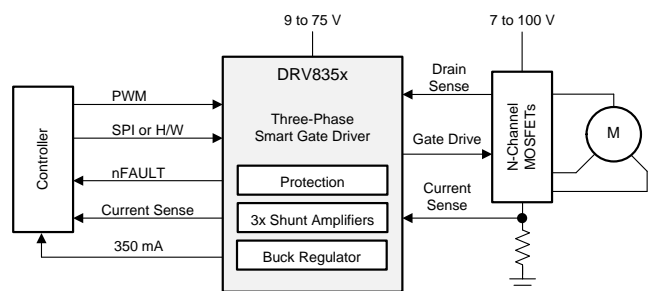 9 to 75 V
7 to 100 V
DRV835x
Three-Phase
Smart Gate Driver
Protection
3x Shunt Amplifiers
Buck Regulator
Controller
PWM
SPI or H/W
nFAULT
Current Sense
350 mA
Drain
Sense
Gate Drive
Current
Sense
N-Channel
MOSFETs
M